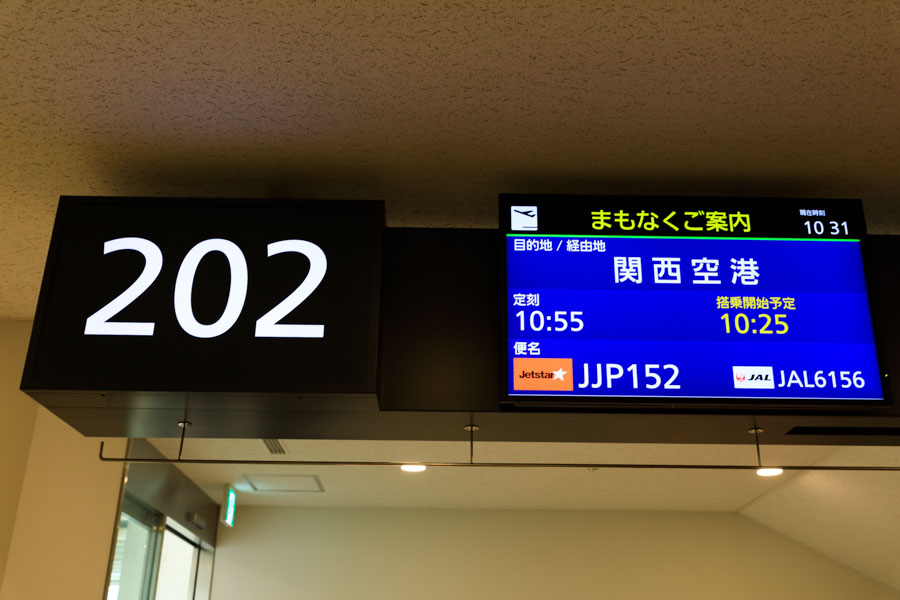 202
まもなくご案内
現在時刻
10 31
目的地 / 経由地
関西空港
定刻
搭乗開始予定
10:55
10:25
便名
Jetstar JJP152
JAL JAL6156